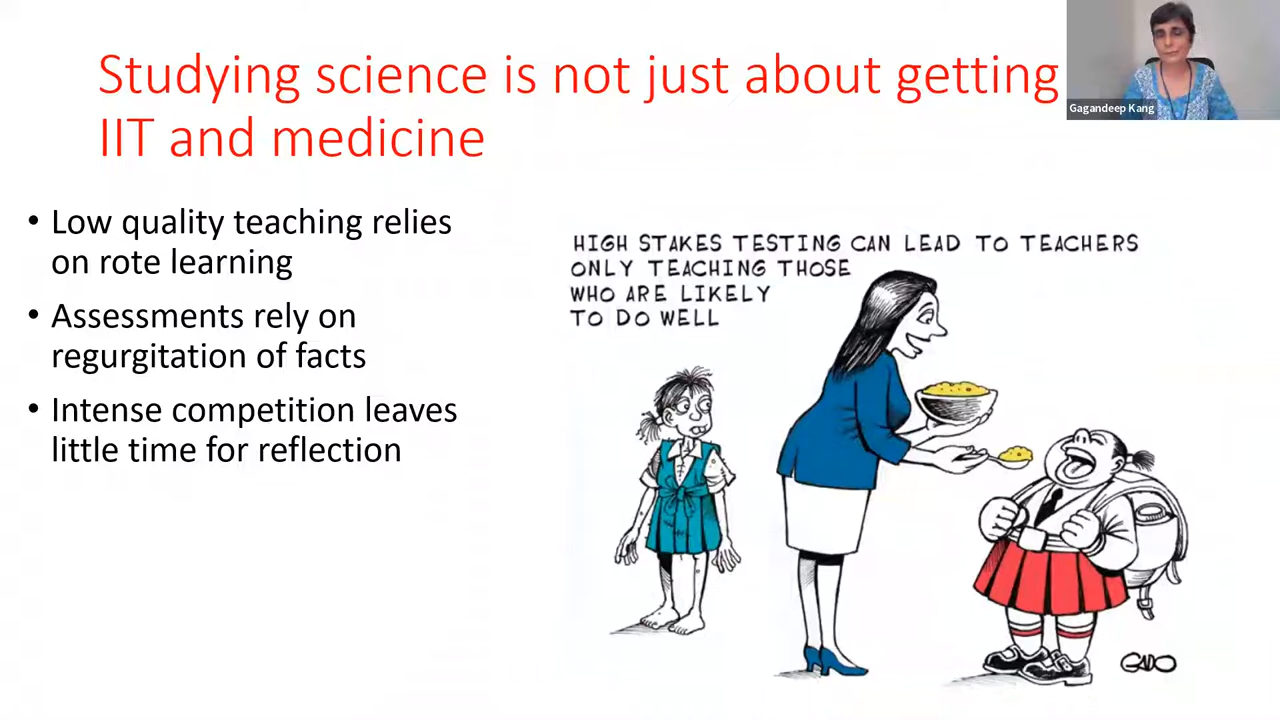 Studying science is not just about getting
IIT and medicine
Gagandeep Kang
• Low quality teaching relies
on rote learning
• Assessments rely on
regurgitation of facts
• Intense competition leaves
little time for reflection
HIGH STAKES TESTING CAN LEAD TO TEACHERS
ONLY TEACHING THOSE
WHO ARE LIKELY
TO DO WELL
GADO